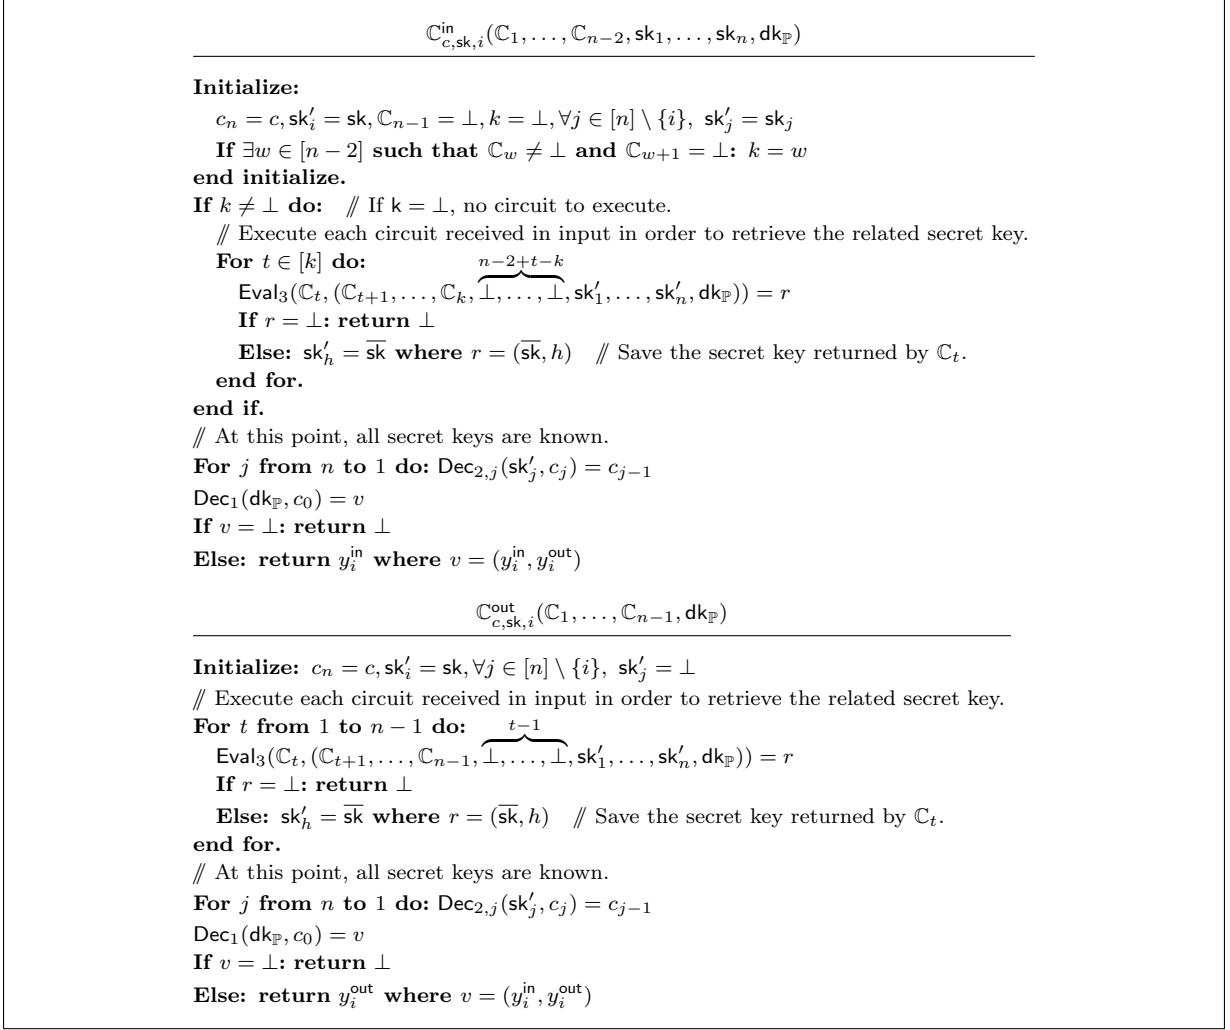 ℂ^in_{c,sk,i}(ℂ_1, …, ℂ_{n−2}, sk_1, …, sk_n, dk_ℙ)
Initialize:
c_n = c, sk′_i = sk, ℂ_{n−1} = ⊥, k = ⊥, ∀j ∈ [n] \ {i}, sk′_j = sk_j
If ∃w ∈ [n − 2] such that ℂ_w ≠ ⊥ and ℂ_{w+1} = ⊥: k = w
end initialize.
If k ≠ ⊥ do: // If k = ⊥, no circuit to execute.
// Execute each circuit received in input in order to retrieve the related secret key.
For t ∈ [k] do:
n−2+t−k
Eval_3(ℂ_t, (ℂ_{t+1}, …, ℂ_k, ⊥, …, ⊥, sk′_1, …, sk′_n, dk_ℙ)) = r
If r = ⊥: return ⊥
Else: sk′_h = \overline{sk} where r = (\overline{sk}, h) // Save the secret key returned by ℂ_t.
end for.
end if.
// At this point, all secret keys are known.
For j from n to 1 do: Dec_{2,j}(sk′_j, c_j) = c_{j−1}
Dec_1(dk_ℙ, c_0) = v
If v = ⊥: return ⊥
Else: return y^in_i where v = (y^in_i, y^out_i)
ℂ^out_{c,sk,i}(ℂ_1, …, ℂ_{n−1}, dk_ℙ)
Initialize: c_n = c, sk′_i = sk, ∀j ∈ [n] \ {i}, sk′_j = ⊥
// Execute each circuit received in input in order to retrieve the related secret key.
For t from 1 to n − 1 do:
t−1
Eval_3(ℂ_t, (ℂ_{t+1}, …, ℂ_{n−1}, ⊥, …, ⊥, sk′_1, …, sk′_n, dk_ℙ)) = r
If r = ⊥: return ⊥
Else: sk′_h = \overline{sk} where r = (\overline{sk}, h) // Save the secret key returned by ℂ_t.
end for.
// At this point, all secret keys are known.
For j from n to 1 do: Dec_{2,j}(sk′_j, c_j) = c_{j−1}
Dec_1(dk_ℙ, c_0) = v
If v = ⊥: return ⊥
Else: return y^out_i where v = (y^in_i, y^out_i)